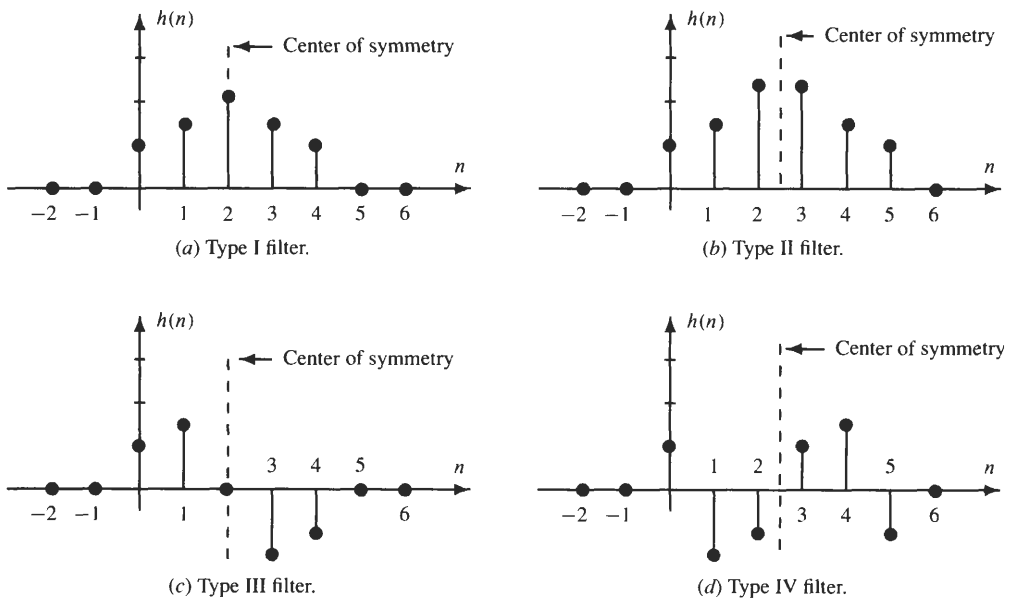 h(n)
Center of symmetry
n
−2 −1 1 2 3 4 5 6
(a) Type I filter.
h(n)
Center of symmetry
n
−2 −1 1 2 3 4 5 6
(b) Type II filter.
h(n)
Center of symmetry
3 4 5 n
−2 −1 1 6
(c) Type III filter.
h(n)
Center of symmetry
1 2 5 n
−2 −1 3 4 6
(d) Type IV filter.